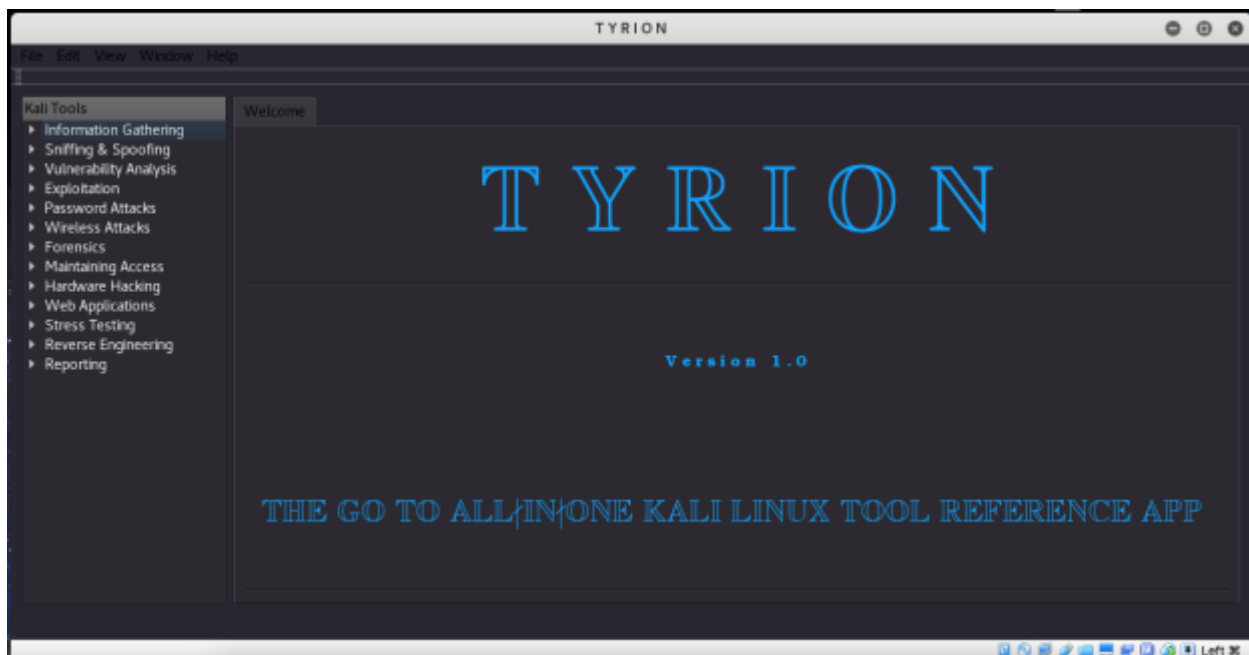 TYRION
File Edit View Window Help
Kali Tools
Information Gathering
Sniffing & Spoofing
Vulnerability Analysis
Exploitation
Password Attacks
Wireless Attacks
Forensics
Maintaining Access
Hardware Hacking
Web Applications
Stress Testing
Reverse Engineering
Reporting
Welcome
T Y R I O N
Version 1.0
THE GO TO ALL∤IN∤ONE KALI LINUX TOOL REFERENCE APP
Left ⌘